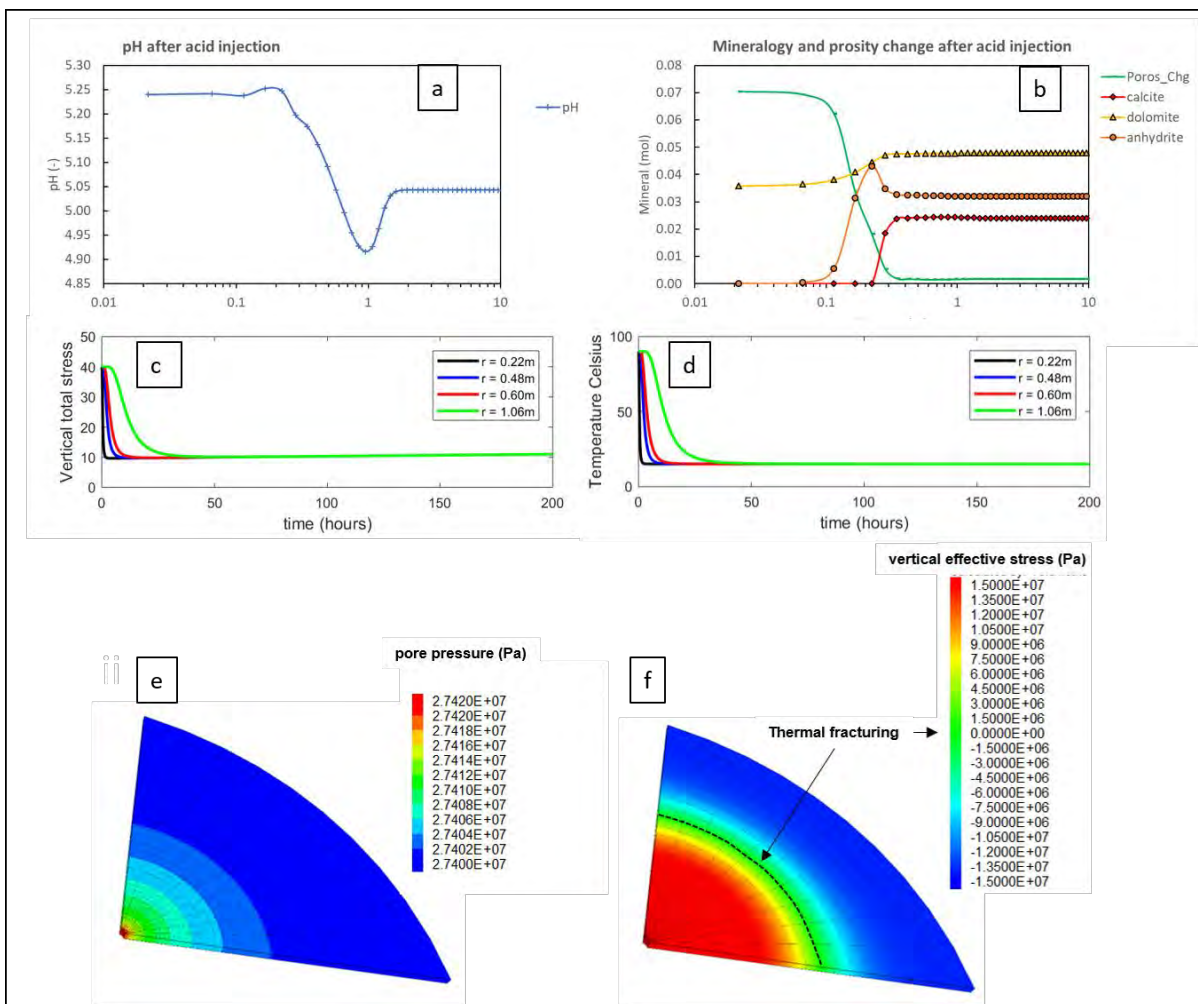 pH after acid injection
a
5.30
5.25
5.20
5.15
5.10
5.05
5.00
4.95
4.90
4.85
pH (-)
0.01
0.1
1
10
pH
Mineralogy and prosity change after acid injection
b
0.08
0.07
0.06
0.05
0.04
0.03
0.02
0.01
0.00
Mineral (mol)
0.01
0.1
1
10
Poros_Chg
calcite
dolomite
anhydrite
c
50
40
30
20
10
0
Vertical total stress
r = 0.22m
r = 0.48m
r = 0.60m
r = 1.06m
0
50
100
150
200
time (hours)
d
100
50
0
Temperature Celsius
r = 0.22m
r = 0.48m
r = 0.60m
r = 1.06m
0
50
100
150
200
time (hours)
ii
e
pore pressure (Pa)
2.7420E+07
2.7420E+07
2.7418E+07
2.7416E+07
2.7414E+07
2.7412E+07
2.7410E+07
2.7408E+07
2.7406E+07
2.7404E+07
2.7402E+07
2.7400E+07
f
Thermal fracturing
vertical effective stress (Pa)
1.5000E+07
1.3500E+07
1.2000E+07
1.0500E+07
9.0000E+06
7.5000E+06
6.0000E+06
4.5000E+06
3.0000E+06
1.5000E+06
0.0000E+00
-1.5000E+06
-3.0000E+06
-4.5000E+06
-6.0000E+06
-7.5000E+06
-9.0000E+06
-1.0500E+07
-1.2000E+07
-1.3500E+07
-1.5000E+07